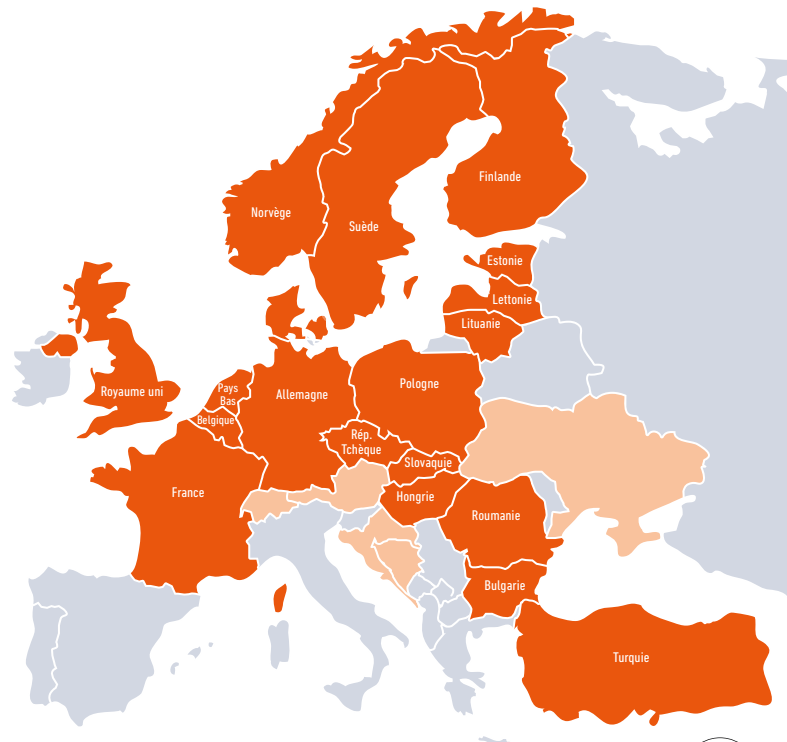 Finlande
Norvège
Suède
Estonie
Lettonie
Lituanie
Royaume uni
Pays
Bas
Allemagne
Pologne
Belgique
Rép.
Tchèque
Slovaquie
France
Hongrie
Roumanie
Bulgarie
Turquie